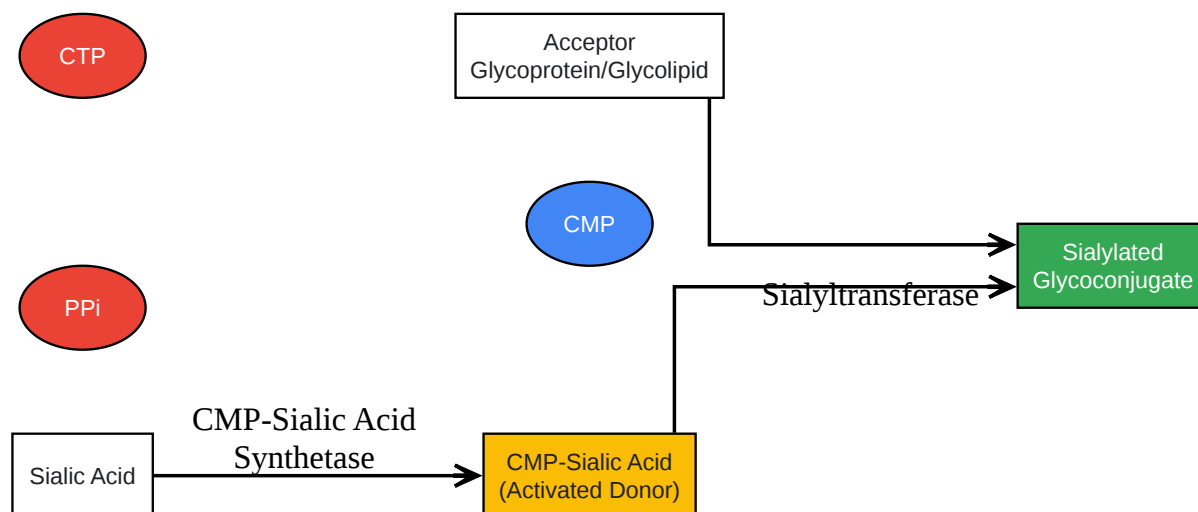 CTP
Acceptor
Glycoprotein/Glycolipid
CMP
Sialylated
Glycoconjugate
Sialyltransferase
PPi
CMP-Sialic Acid
Synthetase
Sialic Acid
CMP-Sialic Acid
(Activated Donor)